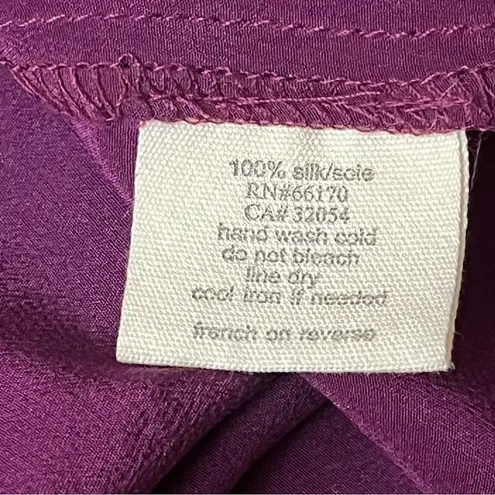 100% silk/soie
RN#66170
CA# 32054
hand wash cold
do not bleach
line dry
cool iron if needed
french on reverse